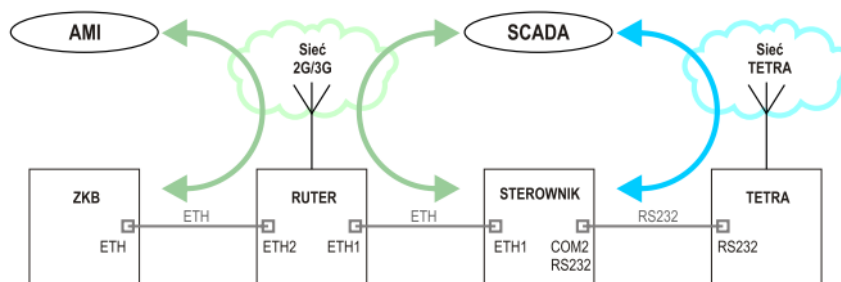 AMI
SCADA
Sieć
2G/3G
Sieć
TETRA
ZKB
RUTER
STEROWNIK
TETRA
ETH
ETH
RS232
ETH
ETH2
ETH1
ETH1
COM2
RS232
RS232